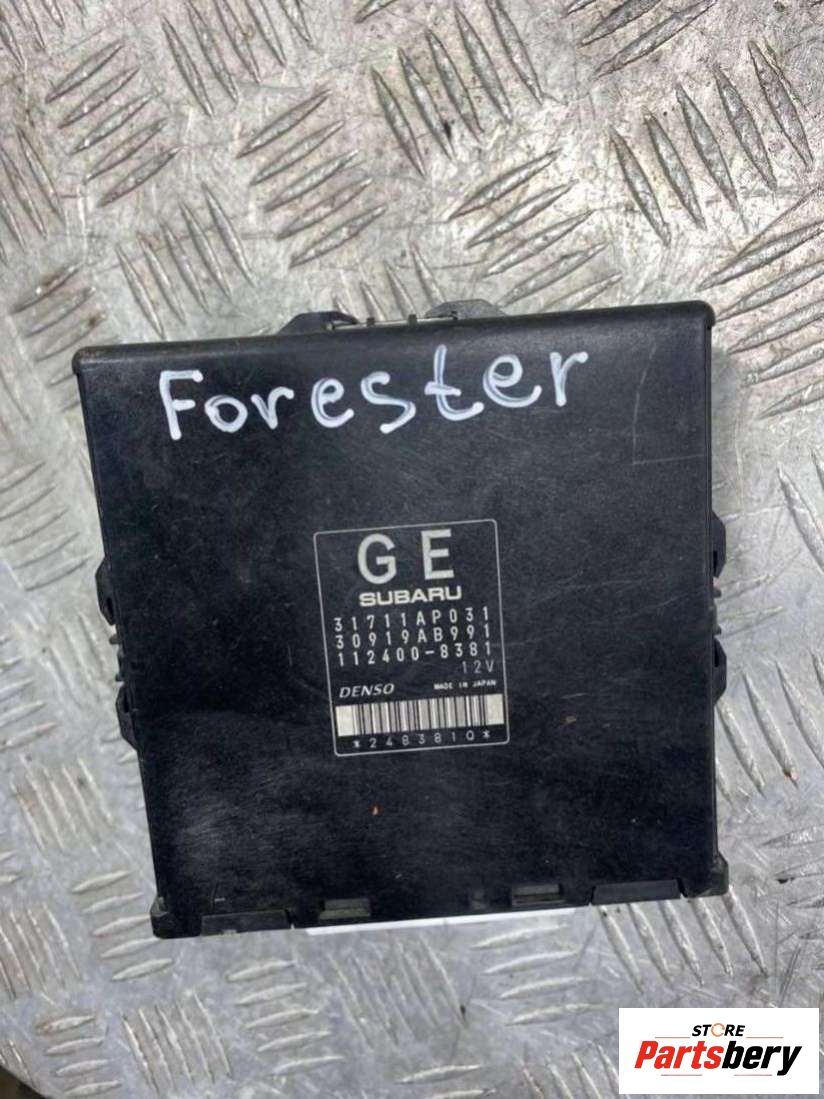 Forester
GE
SUBARU
31711AP031
30919AB991
112400-8381
12V
DENSO MADE IN JAPAN
*2483810*
STORE
Partsbery